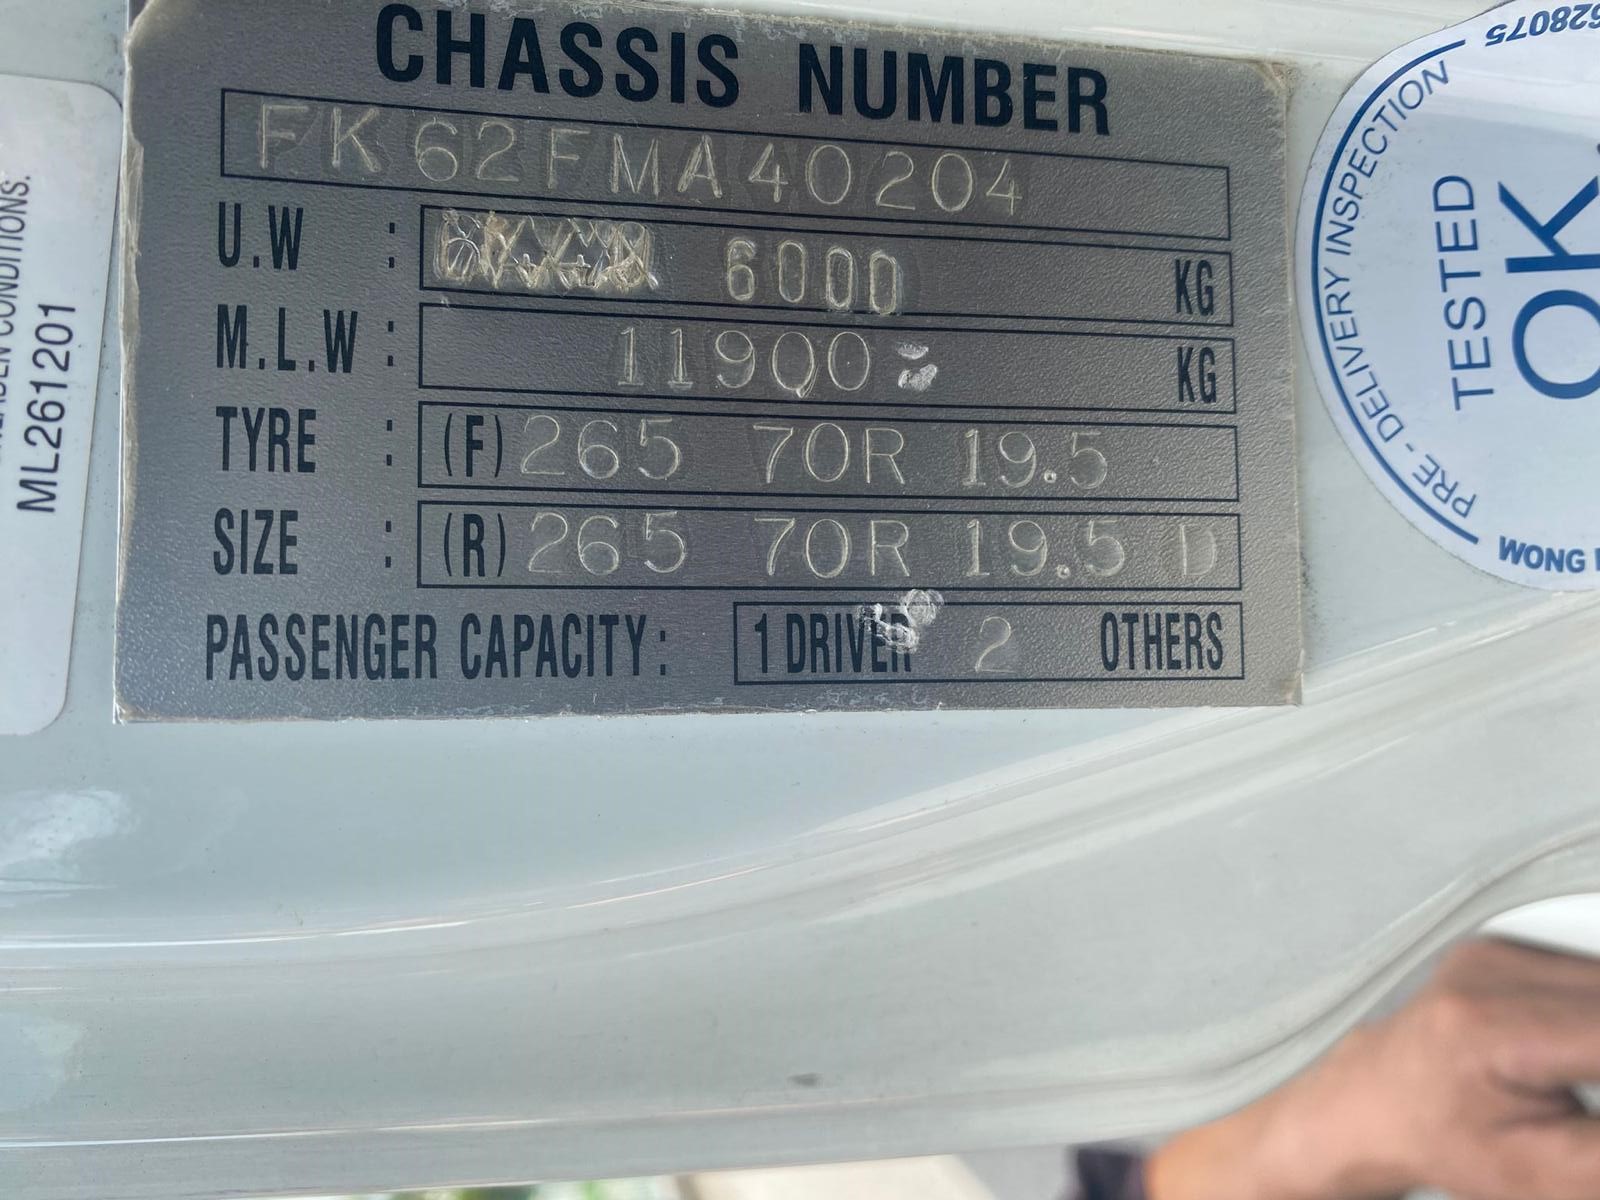 CHASSIS NUMBER
FK62FMA40204
U.W : 6000 KG
M.L.W : 11900 KG
TYRE : (F) 265 70R 19.5
SIZE : (R) 265 70R 19.5 D
PASSENGER CAPACITY: 1 DRIVER 2 OTHERS
CONDITIONS.
ML261201
628075
PRE - DELIVERY INSPECTION
TESTED
OK
WONG